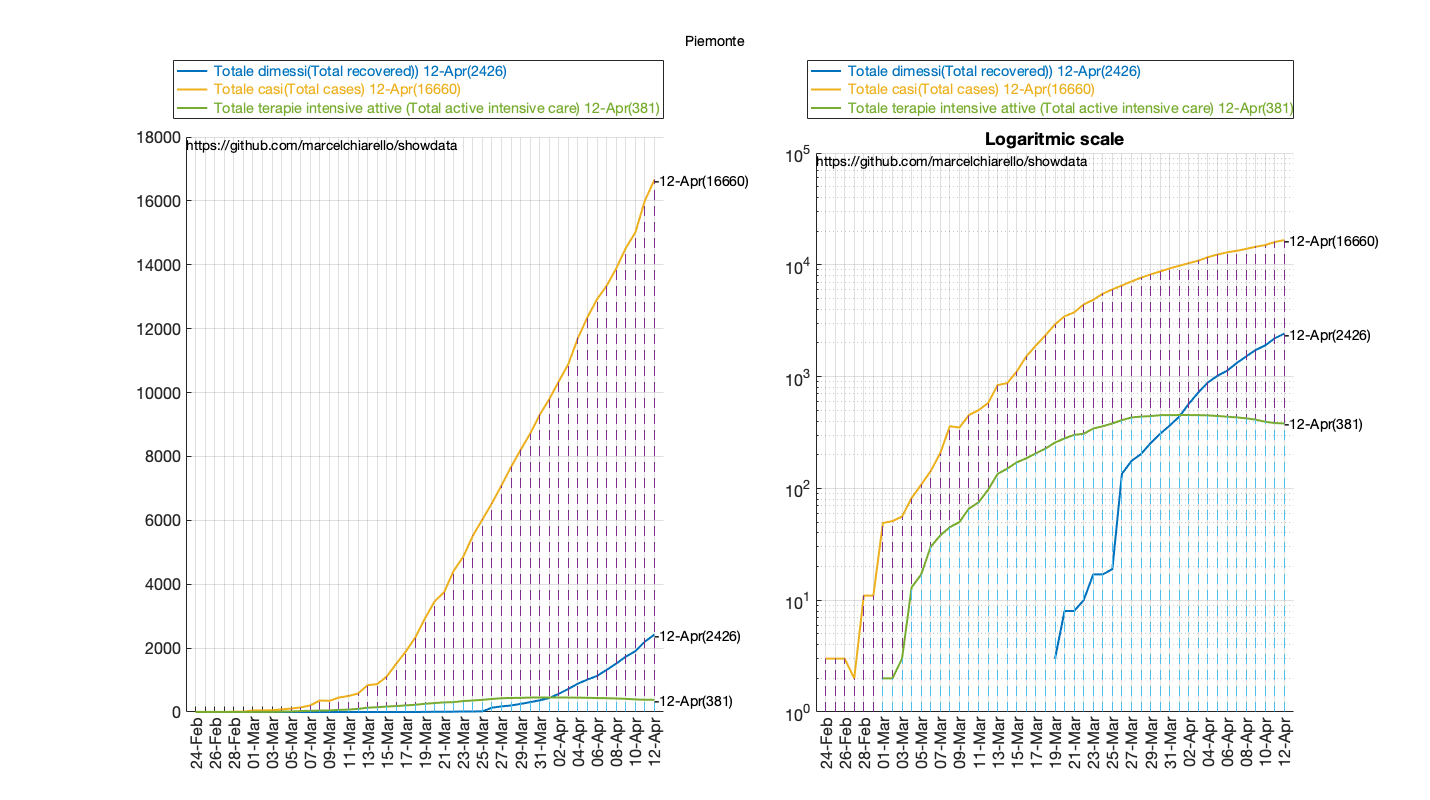 Piemonte
Totale dimessi(Total recovered)) 12-Apr(2426)
Totale casi(Total cases) 12-Apr(16660)
Totale terapie intensive attive (Total active intensive care) 12-Apr(381)
https://github.com/marcelchiarello/showdata
18000
16000
14000
12000
10000
8000
6000
4000
2000
0
12-Apr(16660)
12-Apr(2426)
12-Apr(381)
24-Feb
26-Feb
28-Feb
01-Mar
03-Mar
05-Mar
07-Mar
09-Mar
11-Mar
13-Mar
15-Mar
17-Mar
19-Mar
21-Mar
23-Mar
25-Mar
27-Mar
29-Mar
31-Mar
02-Apr
04-Apr
06-Apr
08-Apr
10-Apr
12-Apr
Totale dimessi(Total recovered)) 12-Apr(2426)
Totale casi(Total cases) 12-Apr(16660)
Totale terapie intensive attive (Total active intensive care) 12-Apr(381)
Logaritmic scale
https://github.com/marcelchiarello/showdata
10^5
10^4
10^3
10^2
10^1
10^0
12-Apr(16660)
12-Apr(2426)
12-Apr(381)
24-Feb
26-Feb
28-Feb
01-Mar
03-Mar
05-Mar
07-Mar
09-Mar
11-Mar
13-Mar
15-Mar
17-Mar
19-Mar
21-Mar
23-Mar
25-Mar
27-Mar
29-Mar
31-Mar
02-Apr
04-Apr
06-Apr
08-Apr
10-Apr
12-Apr